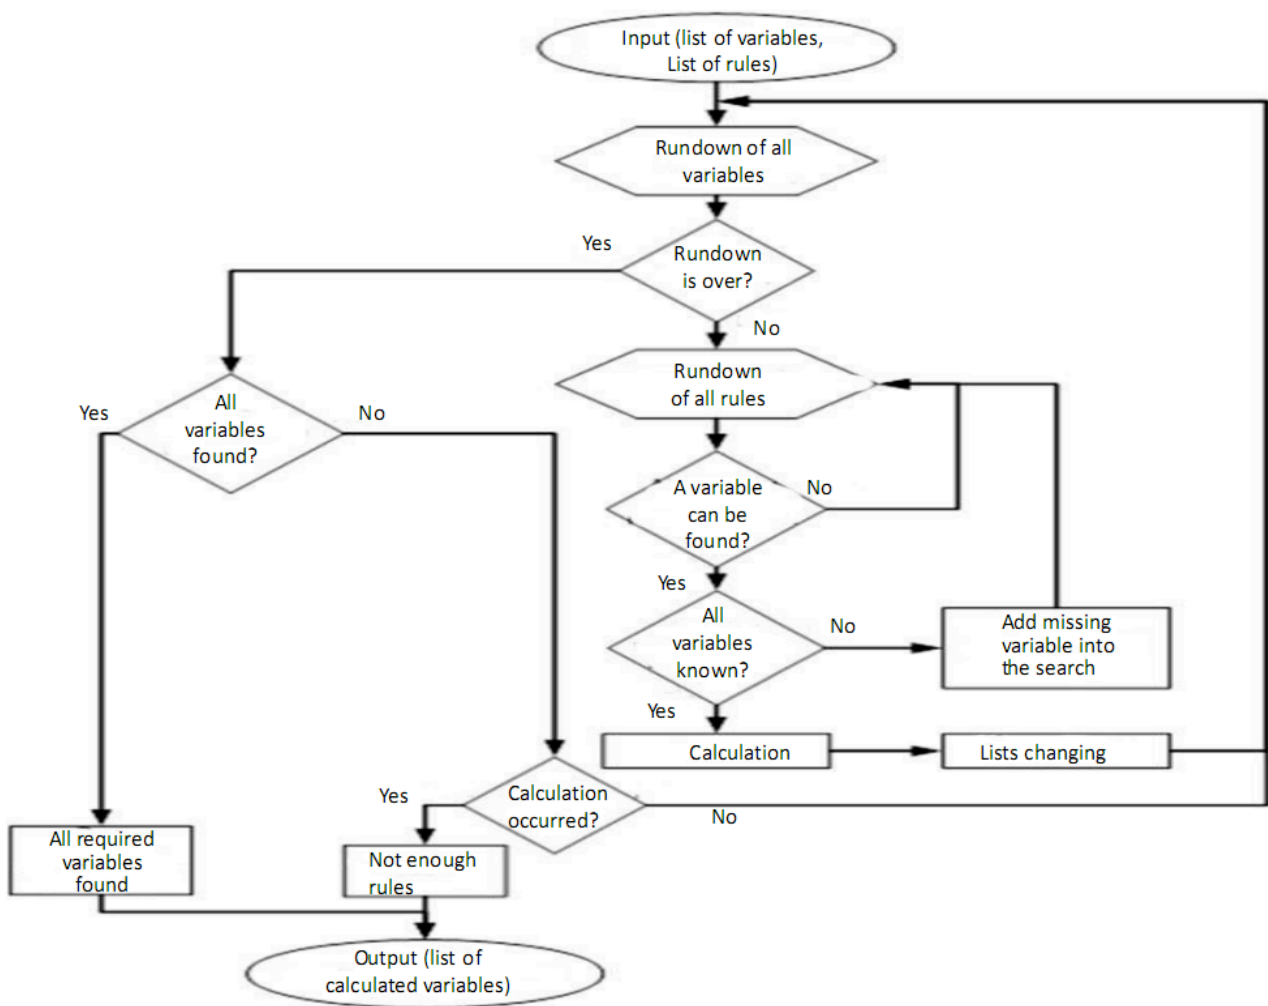 Input (list of variables,
List of rules)
Rundown of all
variables
Yes
Rundown
is over?
No
Rundown
of all rules
Yes
All
variables
found?
No
A variable
can be
found?
No
Yes
All
variables
known?
No
Add missing
variable into
the search
Yes
Calculation
Lists changing
Yes
Calculation
occurred?
No
All required
variables
found
Not enough
rules
Output (list of
calculated variables)